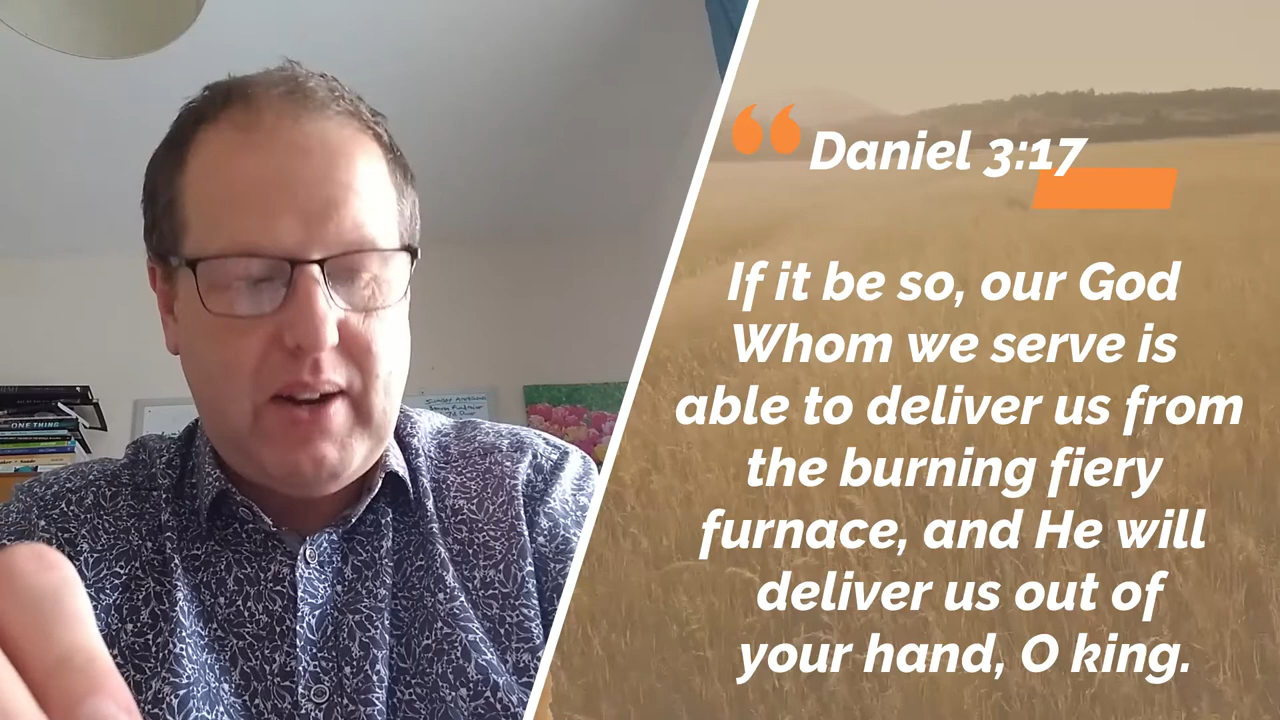 “
Daniel 3:17
If it be so, our God
Whom we serve is
able to deliver us from
the burning fiery
furnace, and He will
deliver us out of
your hand, O king.
ONE THING